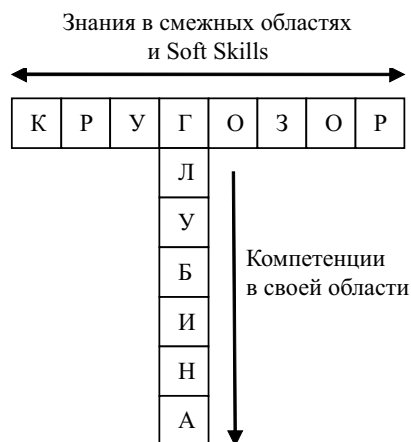 Знания в смежных областях
и Soft Skills
К Р У Г О З О Р
Л
У
Б
И
Н
А
Компетенции
в своей области